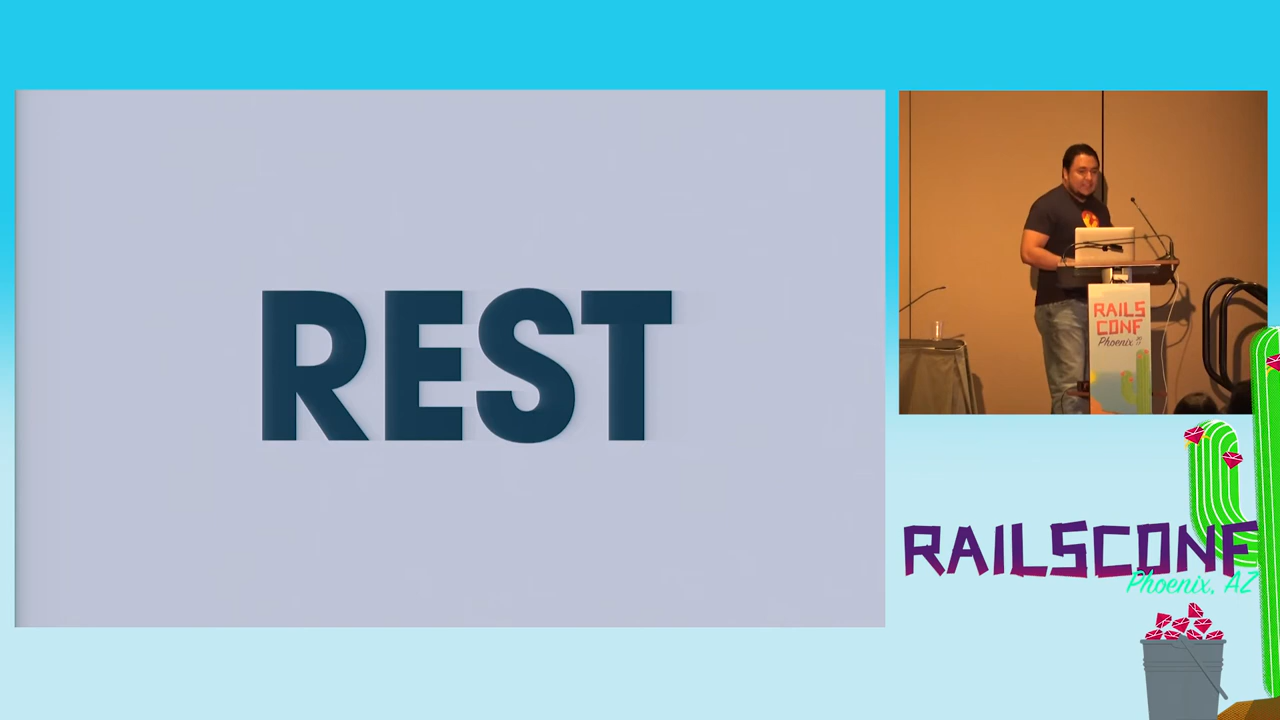 REST
RAILS
CONF
Phoenix
RAILSCONF
Phoenix, AZ